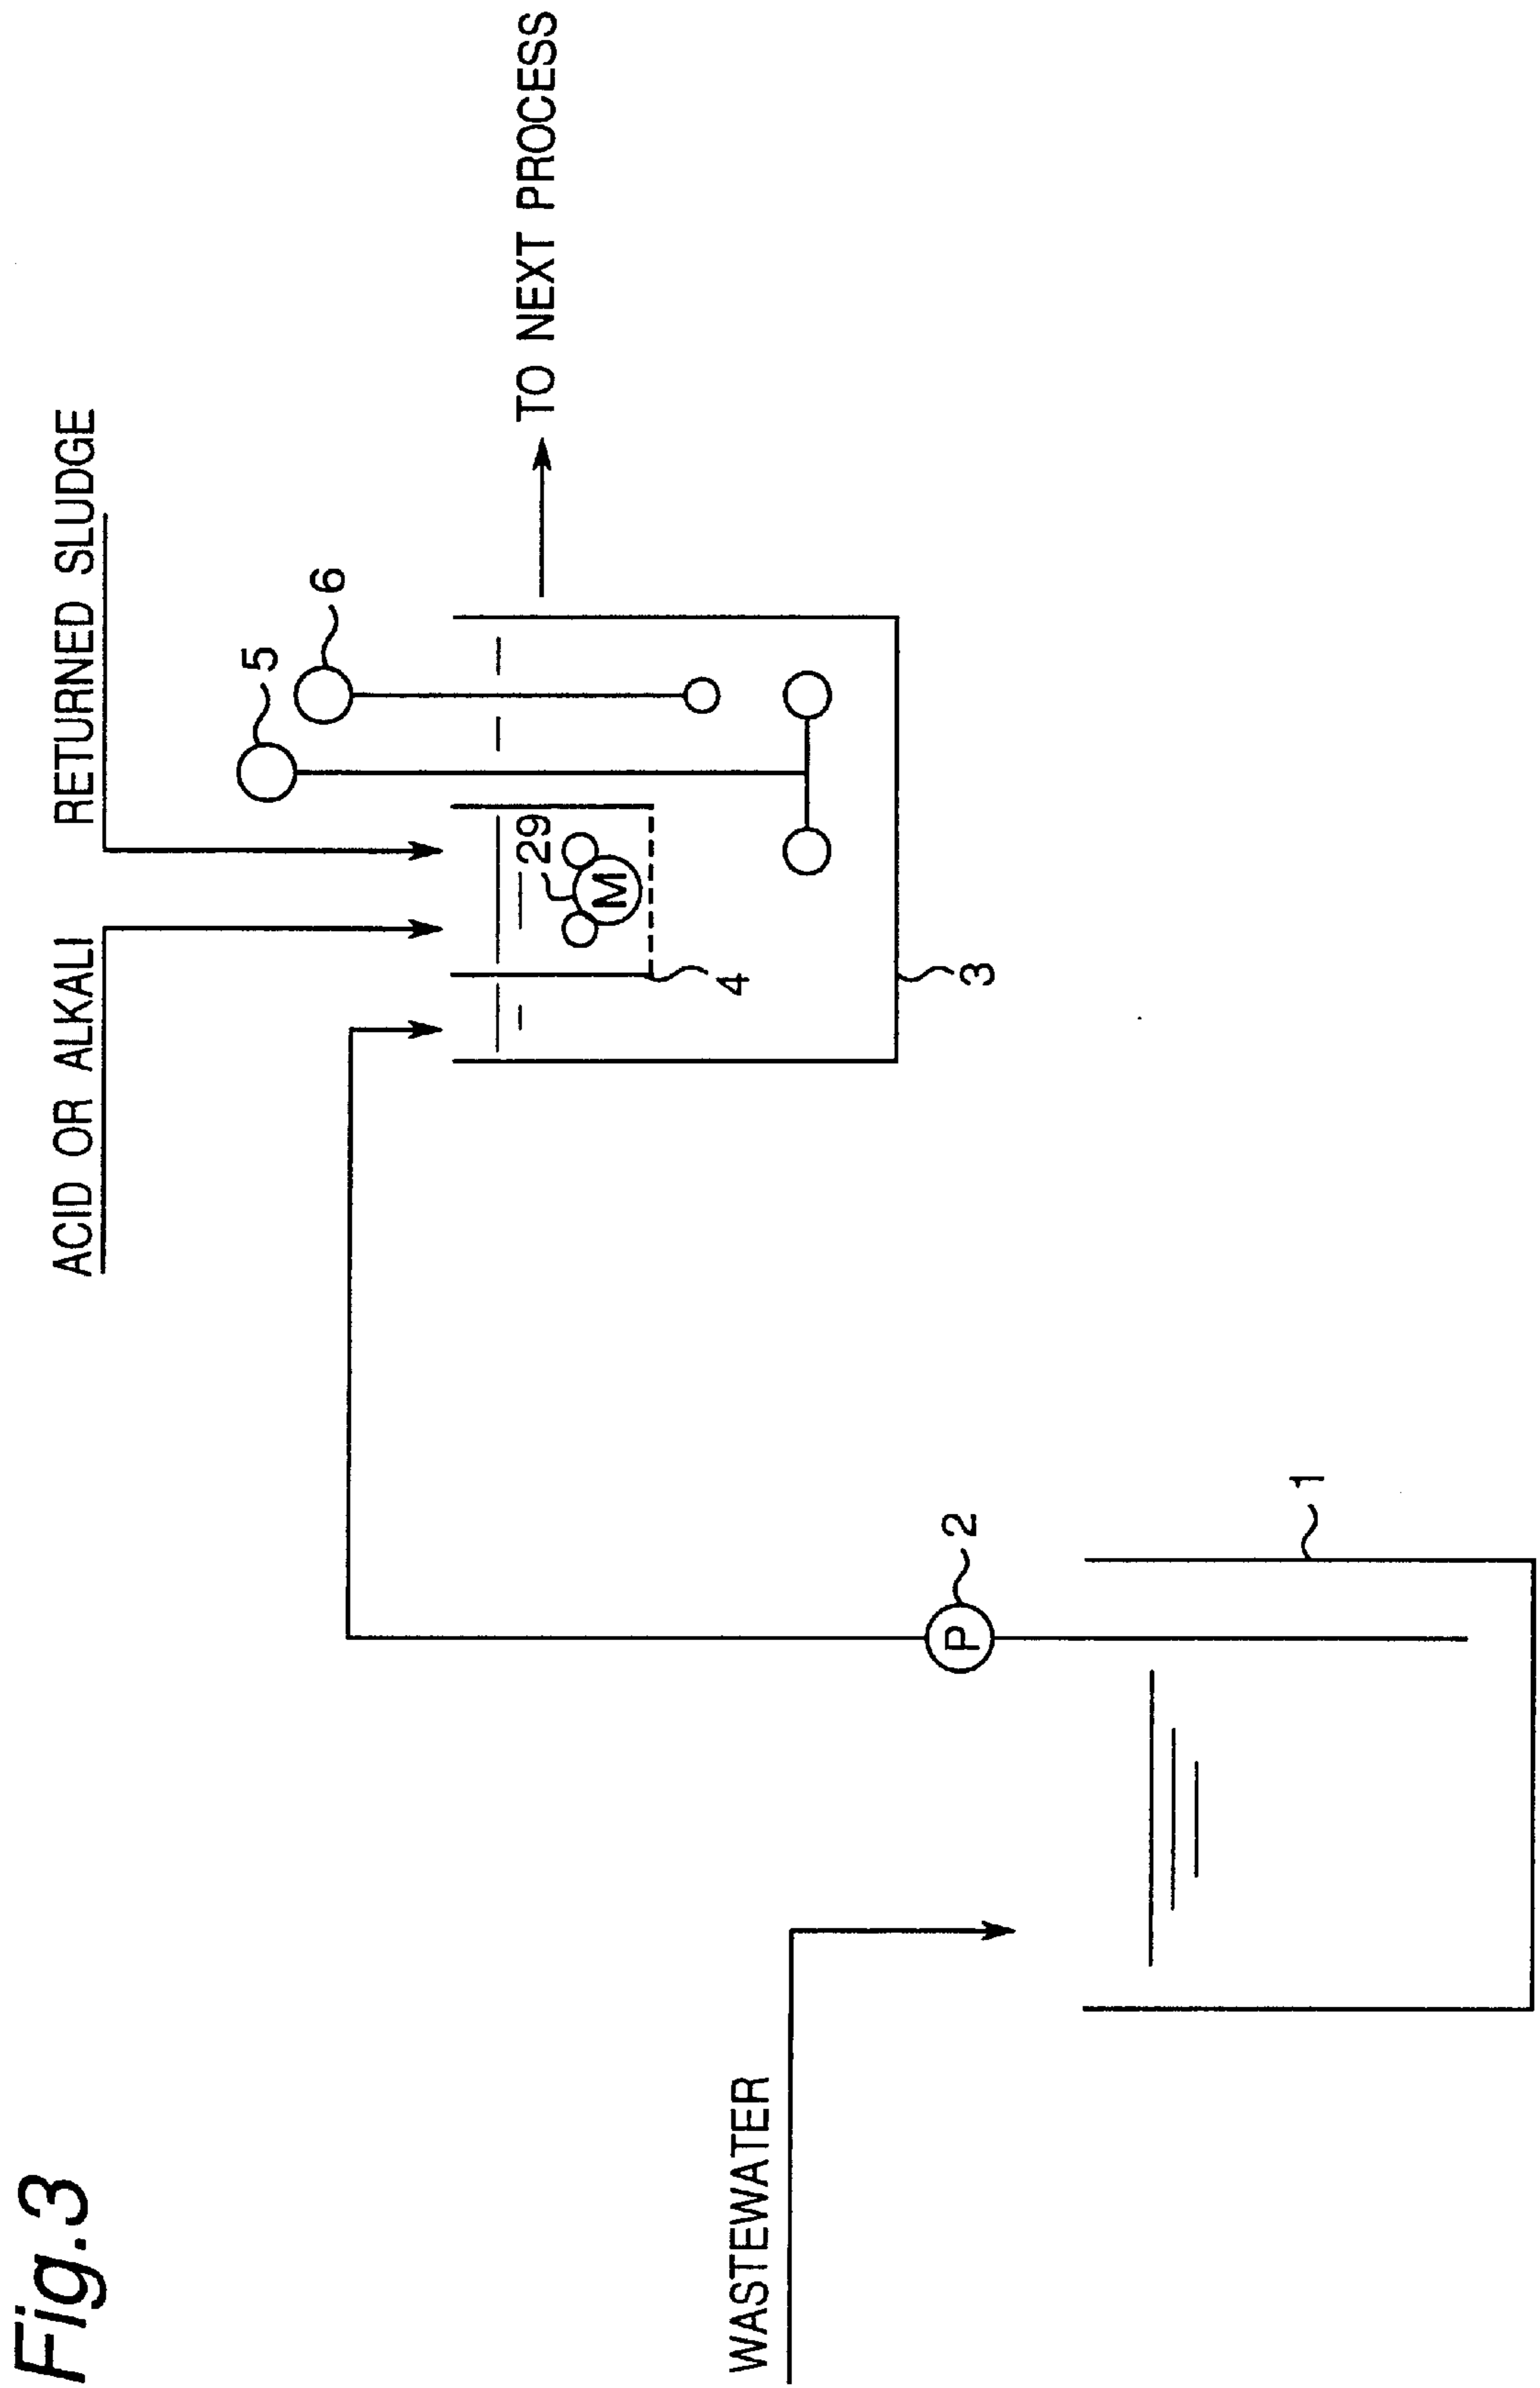 Fig.3
ACID OR ALKALI
RETURNED SLUDGE
5
6
TO NEXT PROCESS
29
M
4
3
WASTEWATER
P
2
1